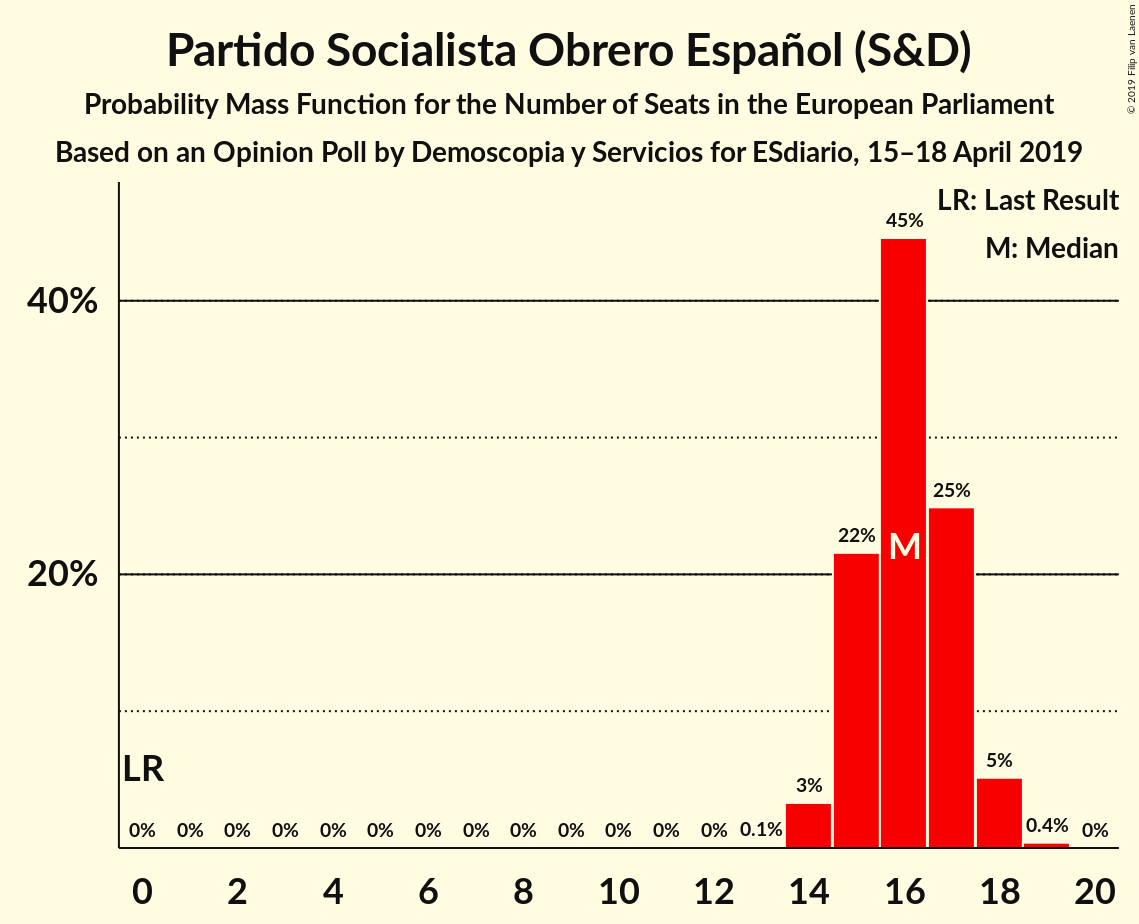 Partido Socialista Obrero Español (S&D)
Probability Mass Function for the Number of Seats in the European Parliament
Based on an Opinion Poll by Demoscopia y Servicios for ESdiario, 15–18 April 2019
© 2019 Filip van Laenen
LR: Last Result
M: Median
45%
40%
25%
22%
M
20%
LR
5%
3%
0% 0% 0% 0% 0% 0% 0% 0% 0% 0% 0% 0% 0% 0.1% 0.4% 0%
0 2 4 6 8 10 12 14 16 18 20